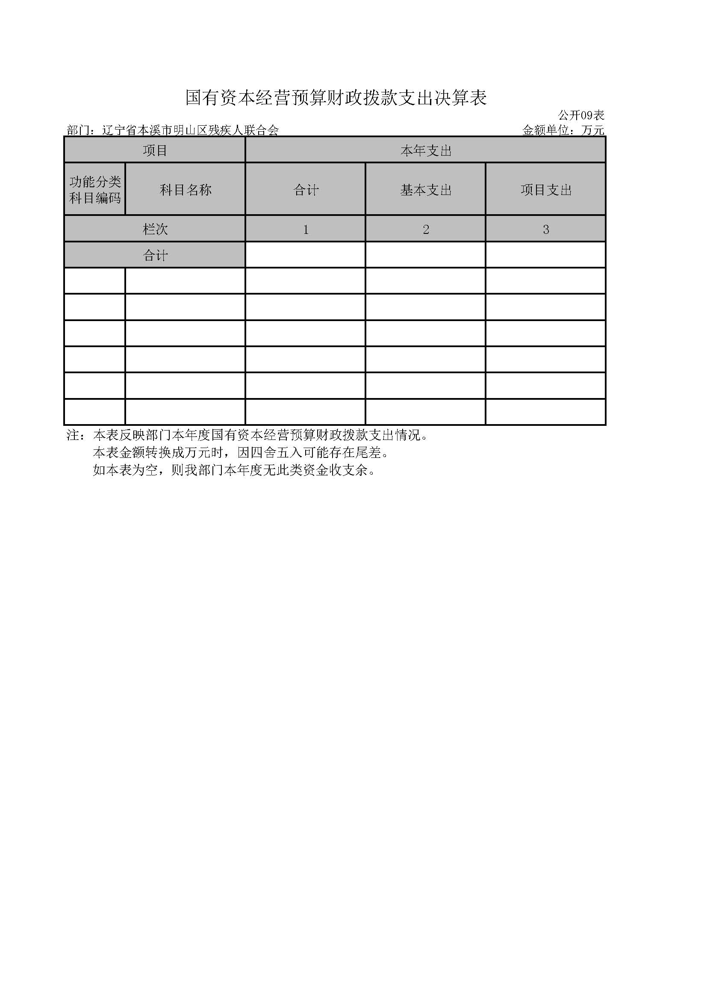 国有资本经营预算财政拨款支出决算表
公开09表
部门：辽宁省本溪市明山区残疾人联合会 金额单位：万元
项目 本年支出
功能分类
科目编码 科目名称 合计 基本支出 项目支出
栏次 1 2 3
合计
注：本表反映部门本年度国有资本经营预算财政拨款支出情况。
本表金额转换成万元时，因四舍五入可能存在尾差。
如本表为空，则我部门本年度无此类资金收支余。